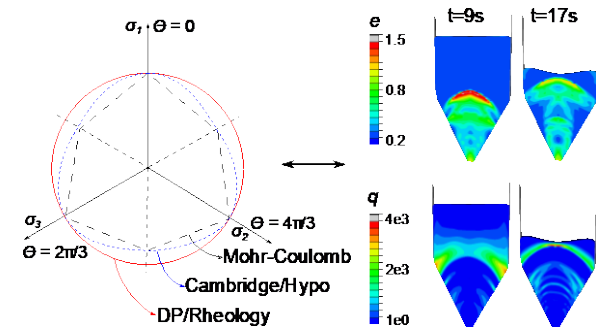 σ1 Θ = 0
σ3
Θ = 2π/3
σ2
Θ = 4π/3
Mohr-Coulomb
Cambridge/Hypo
DP/Rheology
t=9s
t=17s
e
1.5
0.8
0.2
q
4e3
2e3
1e0